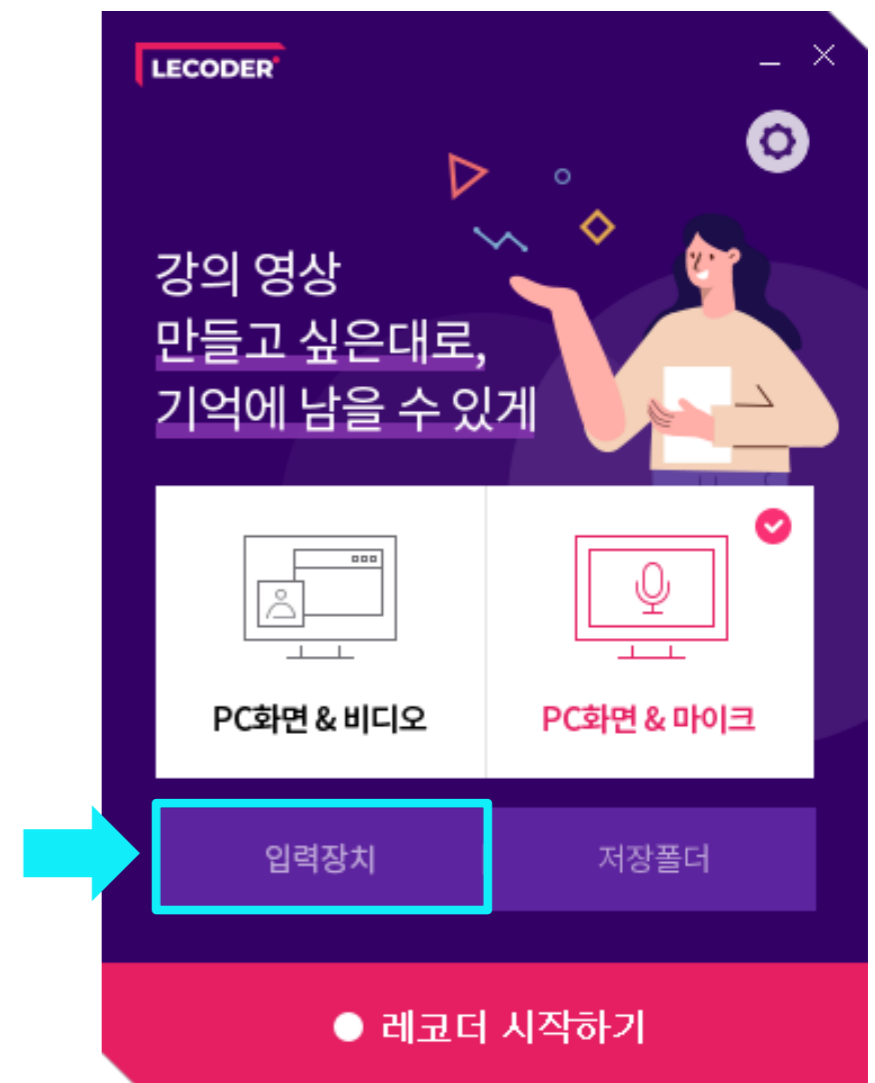 LECODER
강의 영상
만들고 싶은대로,
기억에 남을 수 있게
PC화면 & 비디오
PC화면 & 마이크
입력장치
저장폴더
레코더 시작하기